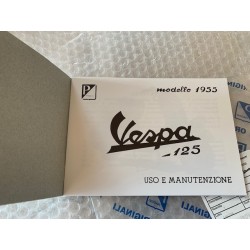 modello 1955
Vespa
125
USO E MANUTENZIONE